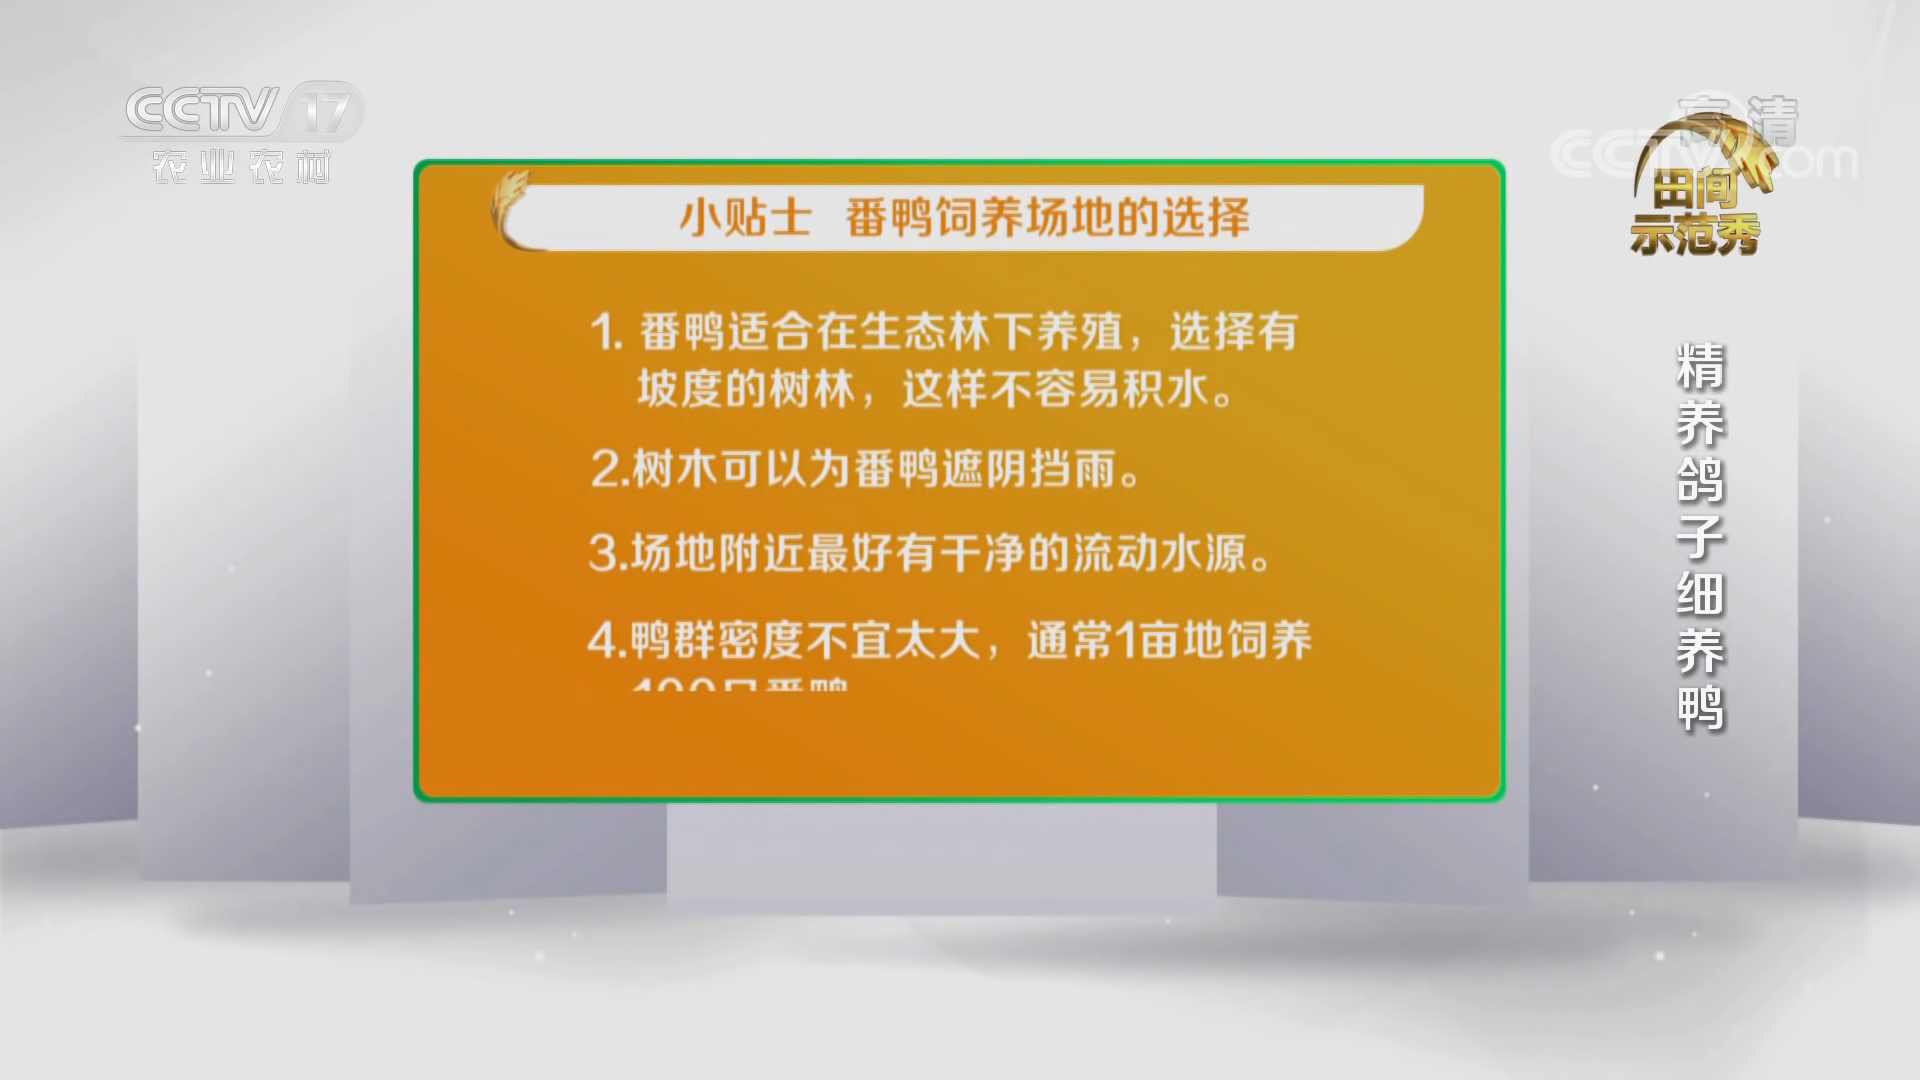 CCTV 17
农业农村
高清
CCTV.com
田间
示范秀
小贴士 番鸭饲养场地的选择
1. 番鸭适合在生态林下养殖，选择有
坡度的树林，这样不容易积水。
2.树木可以为番鸭遮阴挡雨。
3.场地附近最好有干净的流动水源。
4.鸭群密度不宜太大，通常1亩地饲养
精养鸽子细养鸭